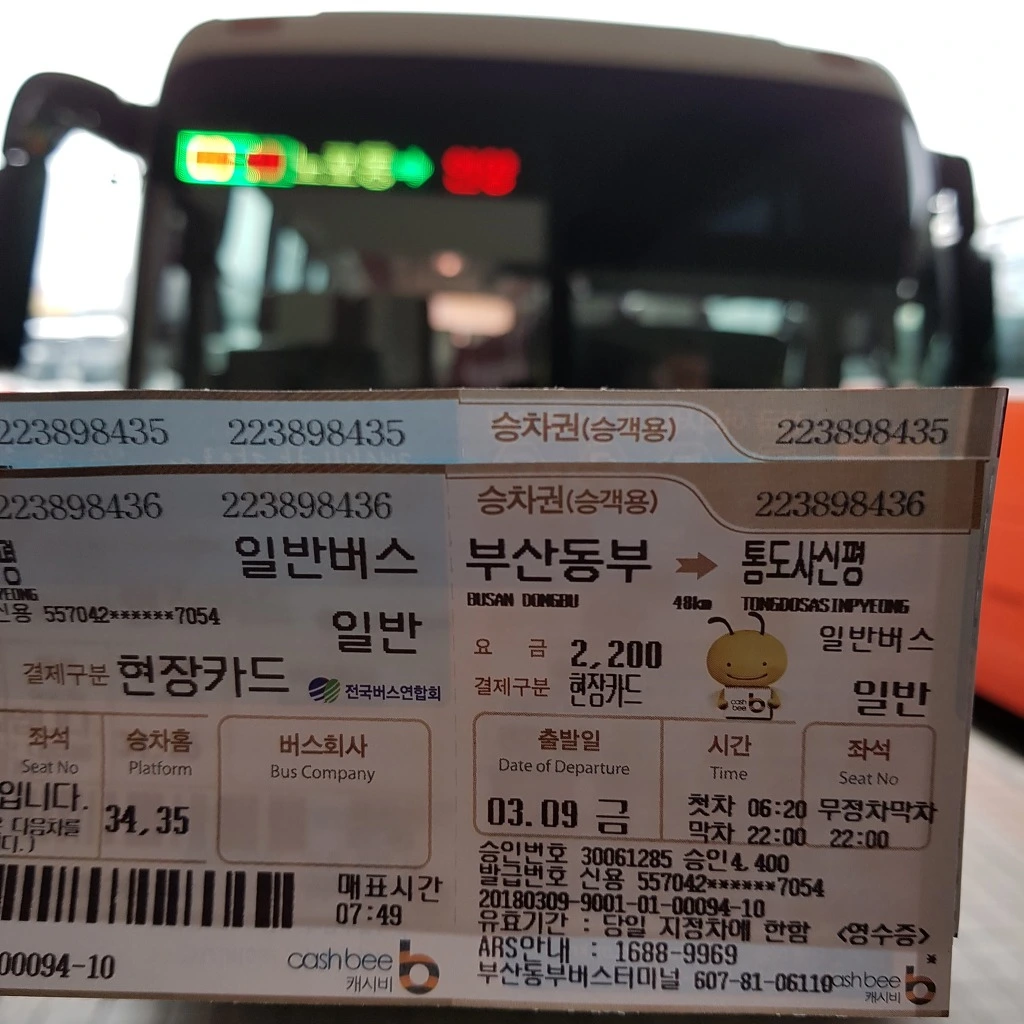 223898435 223898435 승차권(승객용) 223898435
223898436 223898436 승차권(승객용) 223898436
평 일반버스
YEONG
신용 557042******7054
일반
결제구분 현장카드 전국버스연합회
좌석 승차홈 버스회사
Seat No Platform Bus Company
입니다. 34,35
다음차를
디.)
매표시간
07:49
00094-10 cashbee b
캐시비
부산동부 → 통도사신평
BUSAN DONGBU 48km TONGDOSASINPYEONG
요 금 2,200 일반버스
결제구분 현장카드 일반
cash bee b
출발일 시간 좌석
Date of Departure Time Seat No
03.09 금 첫차 06:20 무정차막차
막차 22:00 22:00
승인번호 30061285 승인4,400
발급번호 신용 557042******7054
20180309-9001-01-00094-10
유효기간 : 당일 지정차에 한함 <영수증>
ARS안내 : 1688-9969 *
부산동부버스터미널 607-81-06110 cashbee b
캐시비